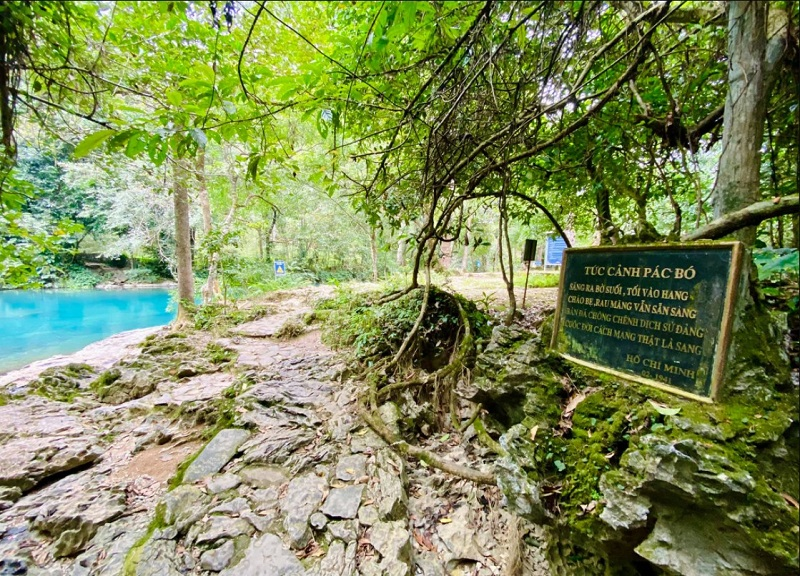 TỨC CẢNH PÁC BÓ
SÁNG RA BỜ SUỐI, TỐI VÀO HANG
CHÁO BẸ, RAU MĂNG VẪN SẴN SÀNG
BÀN ĐÁ CHÔNG CHÊNH DỊCH SỬ ĐẢNG
CUỘC ĐỜI CÁCH MẠNG THẬT LÀ SANG
HỒ CHÍ MINH